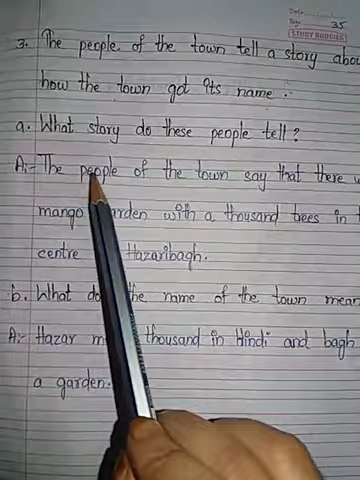 Date
Page 35
STUDY BUDDIES
3. The people of the town tell a story abou
how the town got its name.
a. What story do these people tell?
A:- The people of the town say that there w
mango garden with a thousand trees in t
centre Hazaribagh.
b. What do the name of the town mean
A:- Hazar m thousand in Hindi and bagh
a garden.